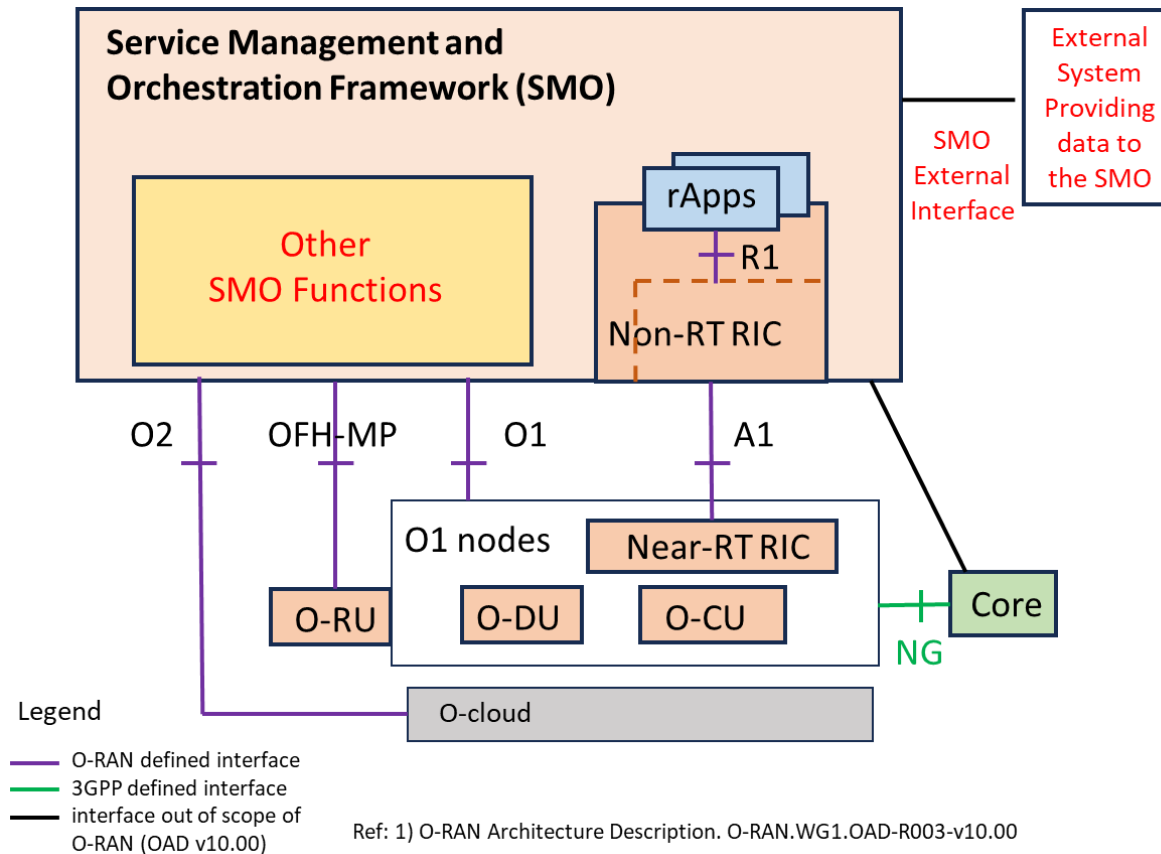 Service Management and
Orchestration Framework (SMO)
External
System
Providing
data to
the SMO
SMO
External
Interface
rApps
Other
SMO Functions
R1
Non-RT RIC
O2
OFH-MP
O1
A1
O1 nodes
Near-RT RIC
O-RU
O-DU
O-CU
Core
NG
O-cloud
Legend
O-RAN defined interface
3GPP defined interface
interface out of scope of
O-RAN (OAD v10.00)
Ref: 1) O-RAN Architecture Description. O-RAN.WG1.OAD-R003-v10.00